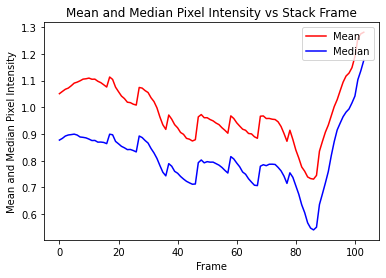 Mean and Median Pixel Intensity vs Stack Frame
Mean
Median
1.3
1.2
1.1
1.0
0.9
0.8
0.7
0.6
Mean and Median Pixel Intensity
0
20
40
60
80
100
Frame